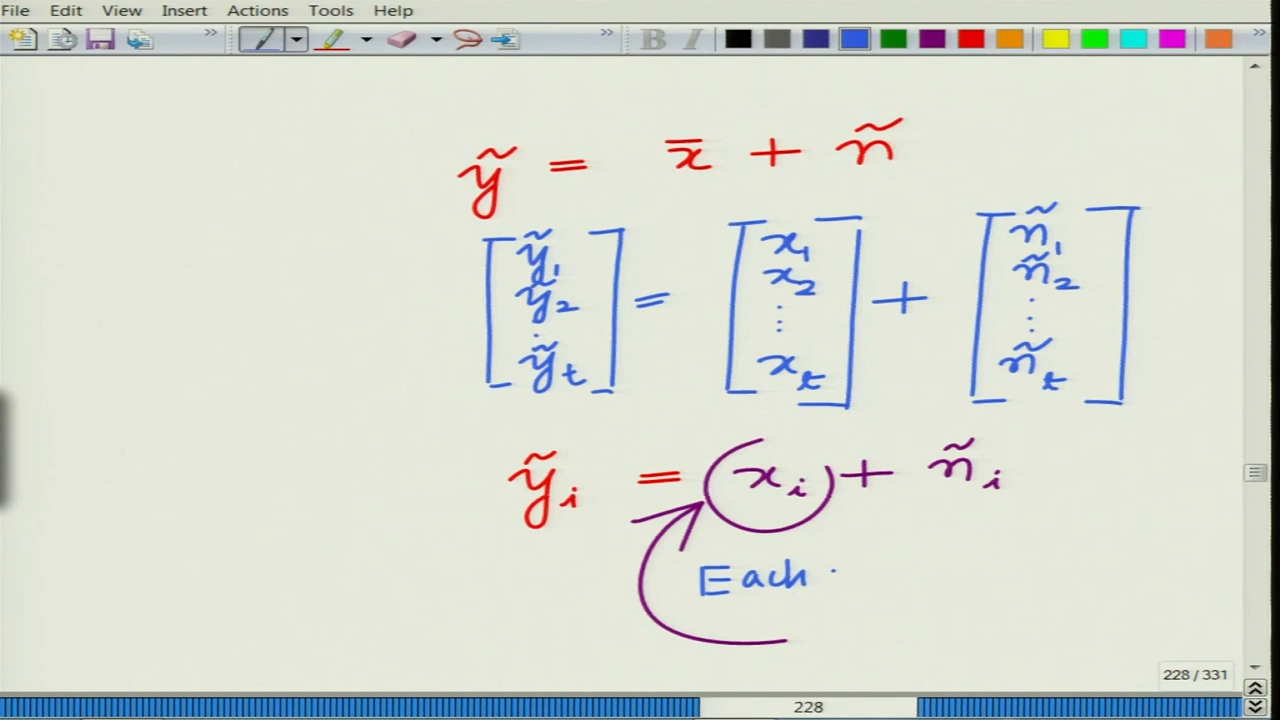 File Edit View Insert Actions Tools Help
B I
ỹ = x̅ + ñ
[ỹ₁ ỹ₂ . ỹₜ] = [x₁ x₂ ⋮ xₜ] + [ñ₁ ñ₂ ⋮ ñₜ]
ỹᵢ = xᵢ + ñᵢ
Each
228 / 331
228